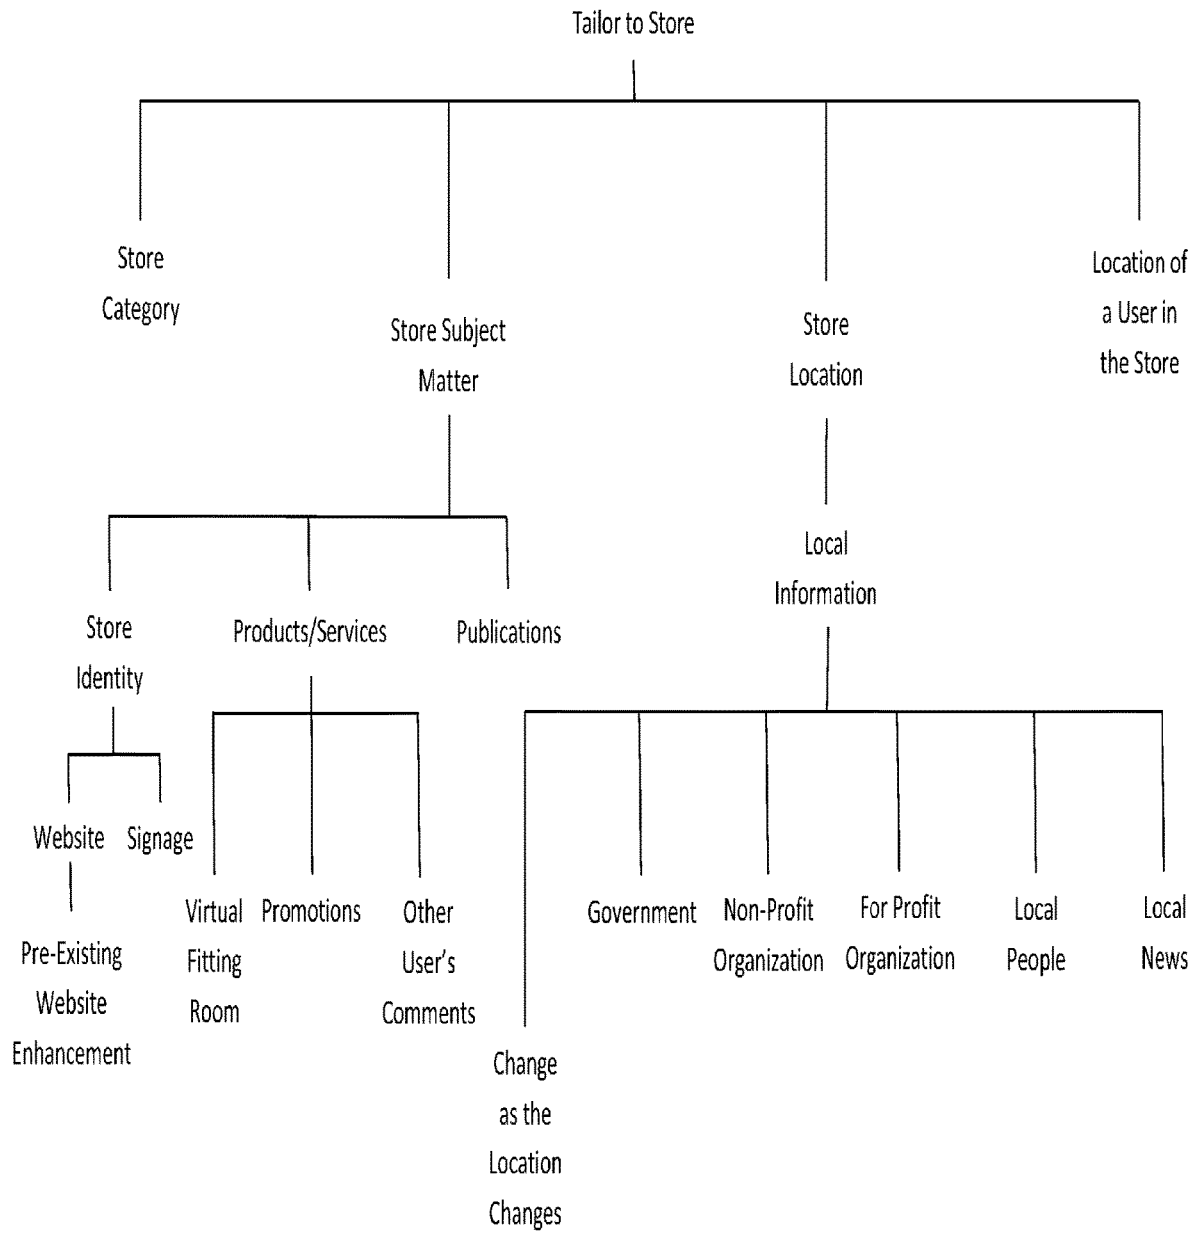 Tailor to Store
Store
Category
Store Subject
Matter
Store
Location
Location of
a User in
the Store
Store
Identity
Products/Services
Publications
Local
Information
Website
Signage
Pre-Existing
Website
Enhancement
Virtual
Fitting
Room
Promotions
Other
User's
Comments
Change
as the
Location
Changes
Government
Non-Profit
Organization
For Profit
Organization
Local
People
Local
News